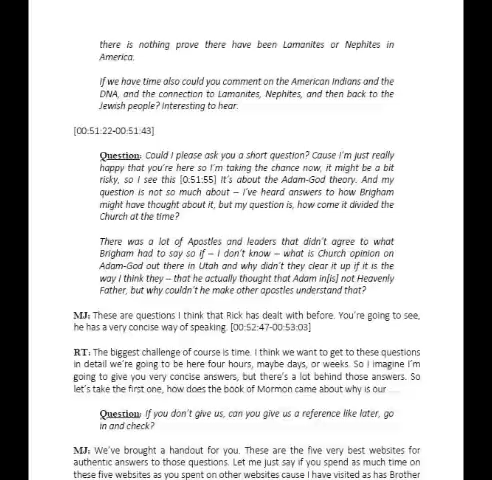 there is nothing prove there have been Lamanites or Nephites in
America.
If we have time also could you comment on the American Indians and the
DNA, and the connection to Lamanites, Nephites, and then back to the
Jewish people? Interesting to hear.
[00:51:22-00:51:43]
Question: Could I please ask you a short question? Cause I'm just really
happy that you're here so I'm taking the chance now, it might be a bit
risky, so I see this [0:51:55] It's about the Adam-God theory. And my
question is not so much about – I've heard answers to how Brigham
might have thought about it, but my question is, how come it divided the
Church at the time?
There was a lot of Apostles and leaders that didn't agree to what
Brigham had to say so if – I don't know – what is Church opinion on
Adam-God out there in Utah and why didn't they clear it up if it is the
way I think they – that he actually thought that Adam in[is] not Heavenly
Father, but why couldn't he make other apostles understand that?
MJ: These are questions I think that Rick has dealt with before. You're going to see,
he has a very concise way of speaking. [00:52:47-00:53:03]
RT: The biggest challenge of course is time. I think we want to get to these questions
in detail we're going to be here four hours, maybe days, or weeks. So I imagine I'm
going to give you very concise answers, but there's a lot behind those answers. So
let's take the first one, how does the book of Mormon came about why is our ....
Question: If you don't give us, can you give us a reference like later, go
in and check?
MJ: We've brought a handout for you. These are the five very best websites for
authentic answers to those questions. Let me just say if you spend as much time on
these five websites as you spent on other websites cause I have visited as has Brother